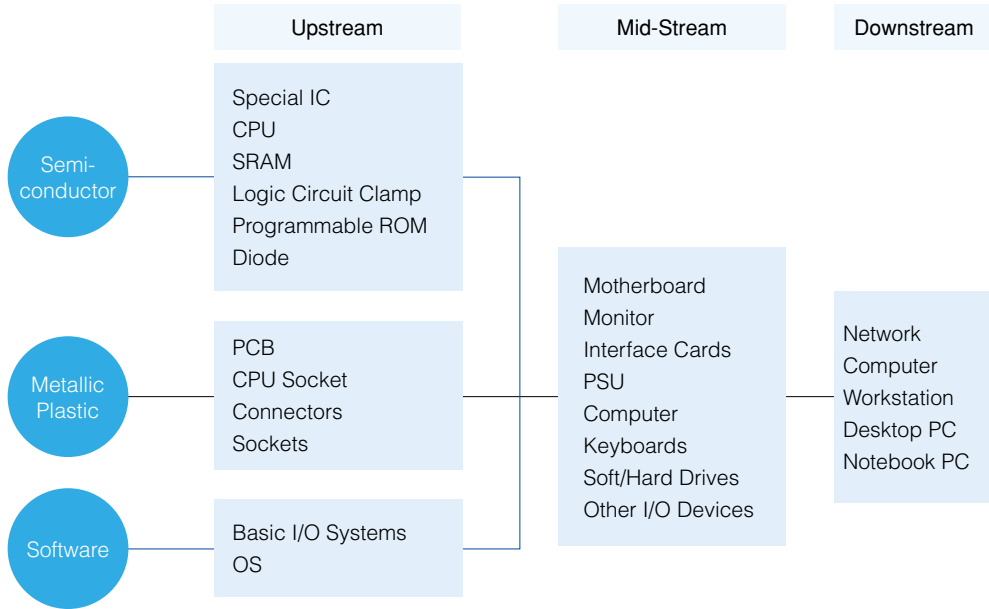 Upstream
Mid-Stream
Downstream
Semi-
conductor
Special IC
CPU
SRAM
Logic Circuit Clamp
Programmable ROM
Diode
Metallic
Plastic
PCB
CPU Socket
Connectors
Sockets
Software
Basic I/O Systems
OS
Motherboard
Monitor
Interface Cards
PSU
Computer
Keyboards
Soft/Hard Drives
Other I/O Devices
Network
Computer
Workstation
Desktop PC
Notebook PC